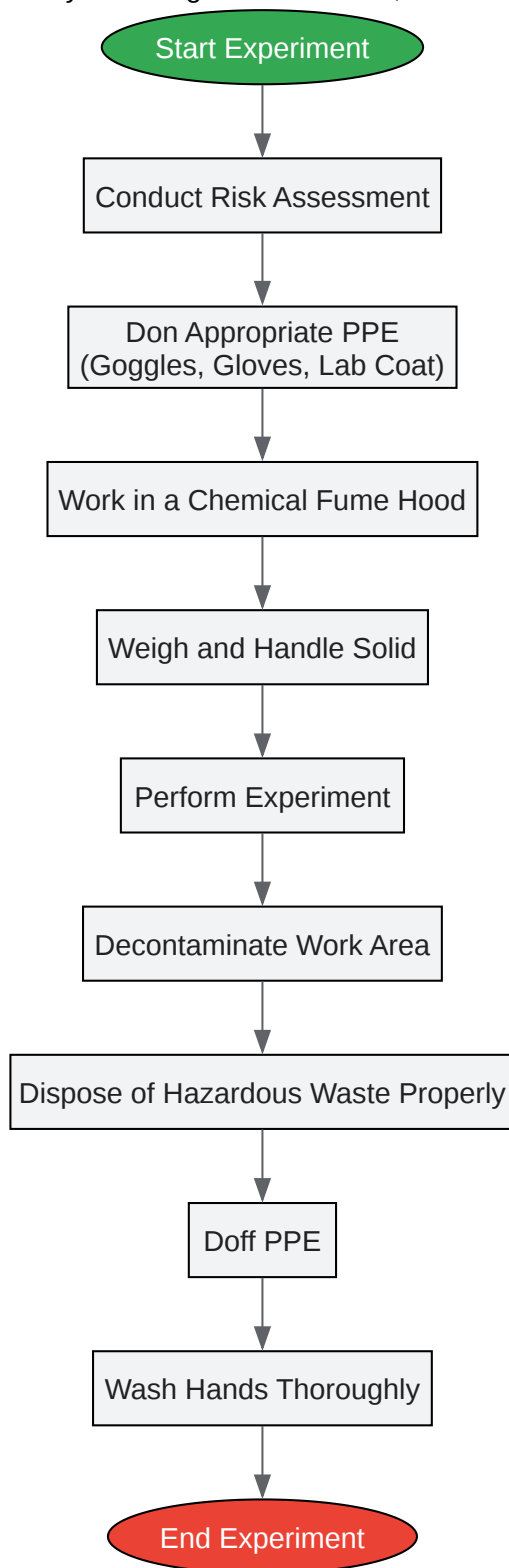 Start Experiment
Conduct Risk Assessment
Don Appropriate PPE
(Goggles, Gloves, Lab Coat)
Work in a Chemical Fume Hood
Weigh and Handle Solid
Perform Experiment
Decontaminate Work Area
Dispose of Hazardous Waste Properly
Doff PPE
Wash Hands Thoroughly
End Experiment